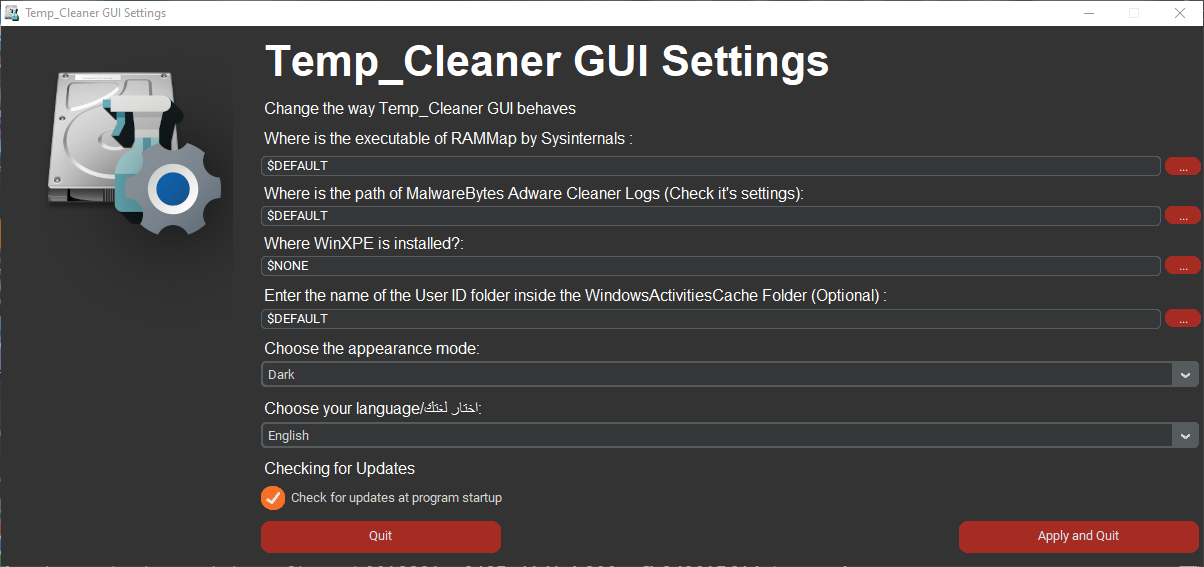 Temp_Cleaner GUI Settings
Temp_Cleaner GUI Settings
Change the way Temp_Cleaner GUI behaves
Where is the executable of RAMMap by Sysinternals :
$DEFAULT
...
Where is the path of MalwareBytes Adware Cleaner Logs (Check it's settings):
$DEFAULT
...
Where WinXPE is installed?:
$NONE
...
Enter the name of the User ID folder inside the WindowsActivitiesCache Folder (Optional) :
$DEFAULT
...
Choose the appearance mode:
Dark
Choose your language/اختار لغتك:
English
Checking for Updates
Check for updates at program startup
Quit
Apply and Quit